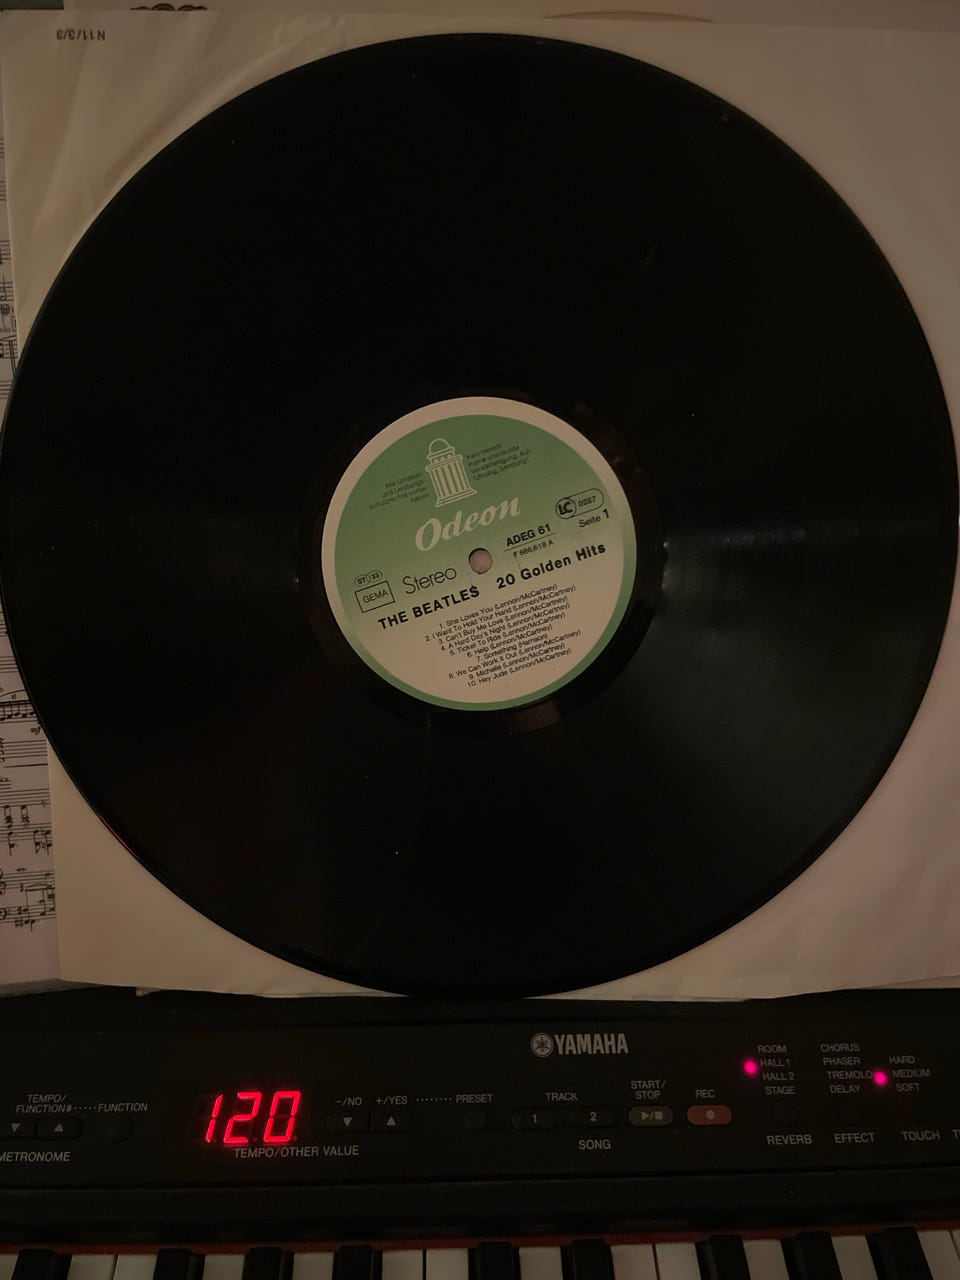 N11/3/3
Alle Urheber-
und Leistungs-
schutzrechte vorbe-
halten.
Kein Verleih!
Keine unerlaubte
Vervielfältigung, Auf-
führung, Sendung!
Odeon
LC 0287
ADEG 61
Seite 1
F 666.618 A
ST 33
GEMA
Stereo
THE BEATLES 20 Golden Hits
1. She Loves You (Lennon/McCartney)
2. I Want To Hold Your Hand (Lennon/McCartney)
3. Can't Buy Me Love (Lennon/McCartney)
4. A Hard Day's Night (Lennon/McCartney)
5. Ticket To Ride (Lennon/McCartney)
6. Help (Lennon/McCartney)
7. Something (Harrison)
8. We Can Work It Out (Lennon/McCartney)
9. Michelle (Lennon/McCartney)
10. Hey Jude (Lennon/McCartney)
YAMAHA
TEMPO/
FUNCTION# FUNCTION
METRONOME
120
TEMPO/OTHER VALUE
-/NO +/YES PRESET
TRACK
1 2
SONG
START/
STOP
REC
ROOM
HALL 1
HALL 2
STAGE
REVERB
CHORUS
PHASER
TREMOLO
DELAY
EFFECT
HARD
MEDIUM
SOFT
TOUCH